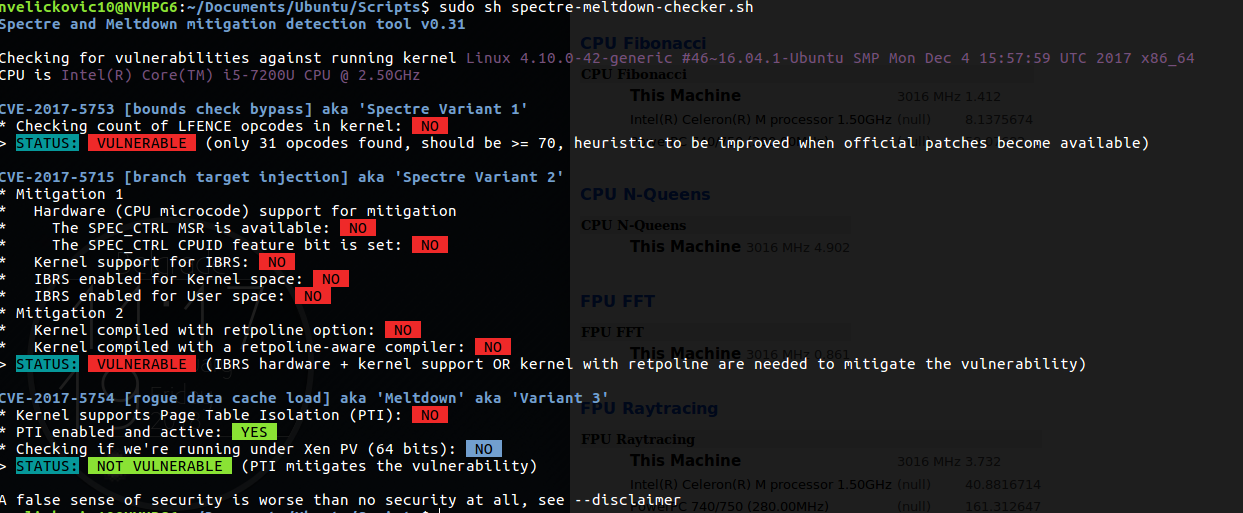 nvelickovic10@NVHPG6:~/Documents/Ubuntu/Scripts$ sudo sh spectre-meltdown-checker.sh
Spectre and Meltdown mitigation detection tool v0.31
Checking for vulnerabilities against running kernel Linux 4.10.0-42-generic #46~16.04.1-Ubuntu SMP Mon Dec 4 15:57:59 UTC 2017 x86_64
CPU is Intel(R) Core(TM) i5-7200U CPU @ 2.50GHz
CVE-2017-5753 [bounds check bypass] aka 'Spectre Variant 1'
* Checking count of LFENCE opcodes in kernel: NO
> STATUS: VULNERABLE (only 31 opcodes found, should be >= 70, heuristic to be improved when official patches become available)
CVE-2017-5715 [branch target injection] aka 'Spectre Variant 2'
* Mitigation 1
* Hardware (CPU microcode) support for mitigation
* The SPEC_CTRL MSR is available: NO
* The SPEC_CTRL CPUID feature bit is set: NO
* Kernel support for IBRS: NO
* IBRS enabled for Kernel space: NO
* IBRS enabled for User space: NO
* Mitigation 2
* Kernel compiled with retpoline option: NO
* Kernel compiled with a retpoline-aware compiler: NO
> STATUS: VULNERABLE (IBRS hardware + kernel support OR kernel with retpoline are needed to mitigate the vulnerability)
CVE-2017-5754 [rogue data cache load] aka 'Meltdown' aka 'Variant 3'
* Kernel supports Page Table Isolation (PTI): NO
* PTI enabled and active: YES
* Checking if we're running under Xen PV (64 bits): NO
> STATUS: NOT VULNERABLE (PTI mitigates the vulnerability)
A false sense of security is worse than no security at all, see --disclaimer
CPU Fibonacci
CPU Fibonacci
This Machine 3016 MHz 1.412
Intel(R) Celeron(R) M processor 1.50GHz (null) 8.1375674
CPU N-Queens
CPU N-Queens
This Machine 3016 MHz 4.902
FPU FFT
FPU FFT
This Machine 3016 MHz 0.861
FPU Raytracing
FPU Raytracing
This Machine 3016 MHz 3.732
Intel(R) Celeron(R) M processor 1.50GHz (null) 40.8816714
PowerPC 740/750 (280.00MHz) (null) 161.312647